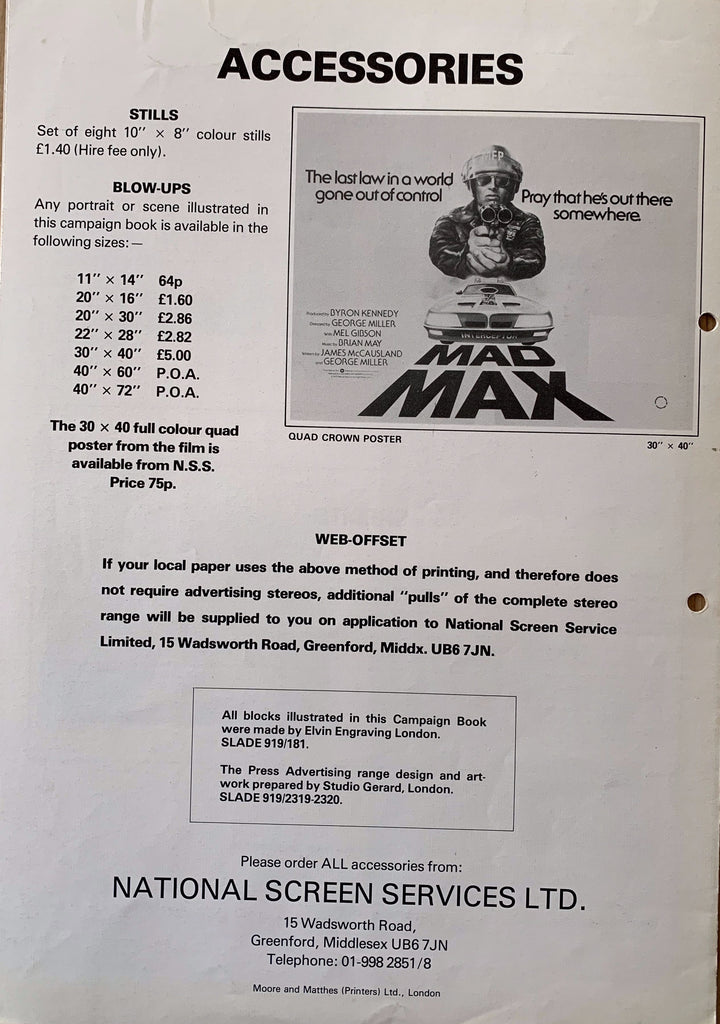 ACCESSORIES
STILLS
Set of eight 10″ × 8″ colour stills
£1.40 (Hire fee only).
BLOW-UPS
Any portrait or scene illustrated in
this campaign book is available in the
following sizes:—
11″ × 14″ 64p
20″ × 16″ £1.60
20″ × 30″ £2.86
22″ × 28″ £2.82
30″ × 40″ £5.00
40″ × 60″ P.O.A.
40″ × 72″ P.O.A.
The 30 × 40 full colour quad
poster from the film is
available from N.S.S.
Price 75p.
The last law in a world
gone out of control
Pray that he's out there
somewhere.
Produced by BYRON KENNEDY
Directed by GEORGE MILLER
With MEL GIBSON
Music by BRIAN MAY
Written by JAMES McCAUSLAND
and GEORGE MILLER
INTERCEPTOR
MAD
MAX
QUAD CROWN POSTER
30″ × 40″
WEB-OFFSET
If your local paper uses the above method of printing, and therefore does
not require advertising stereos, additional "pulls" of the complete stereo
range will be supplied to you on application to National Screen Service
Limited, 15 Wadsworth Road, Greenford, Middx. UB6 7JN.
All blocks illustrated in this Campaign Book
were made by Elvin Engraving London.
SLADE 919/181.
The Press Advertising range design and art-
work prepared by Studio Gerard, London.
SLADE 919/2319-2320.
Please order ALL accessories from:
NATIONAL SCREEN SERVICES LTD.
15 Wadsworth Road,
Greenford, Middlesex UB6 7JN
Telephone: 01-998 2851/8
Moore and Matthes (Printers) Ltd., London